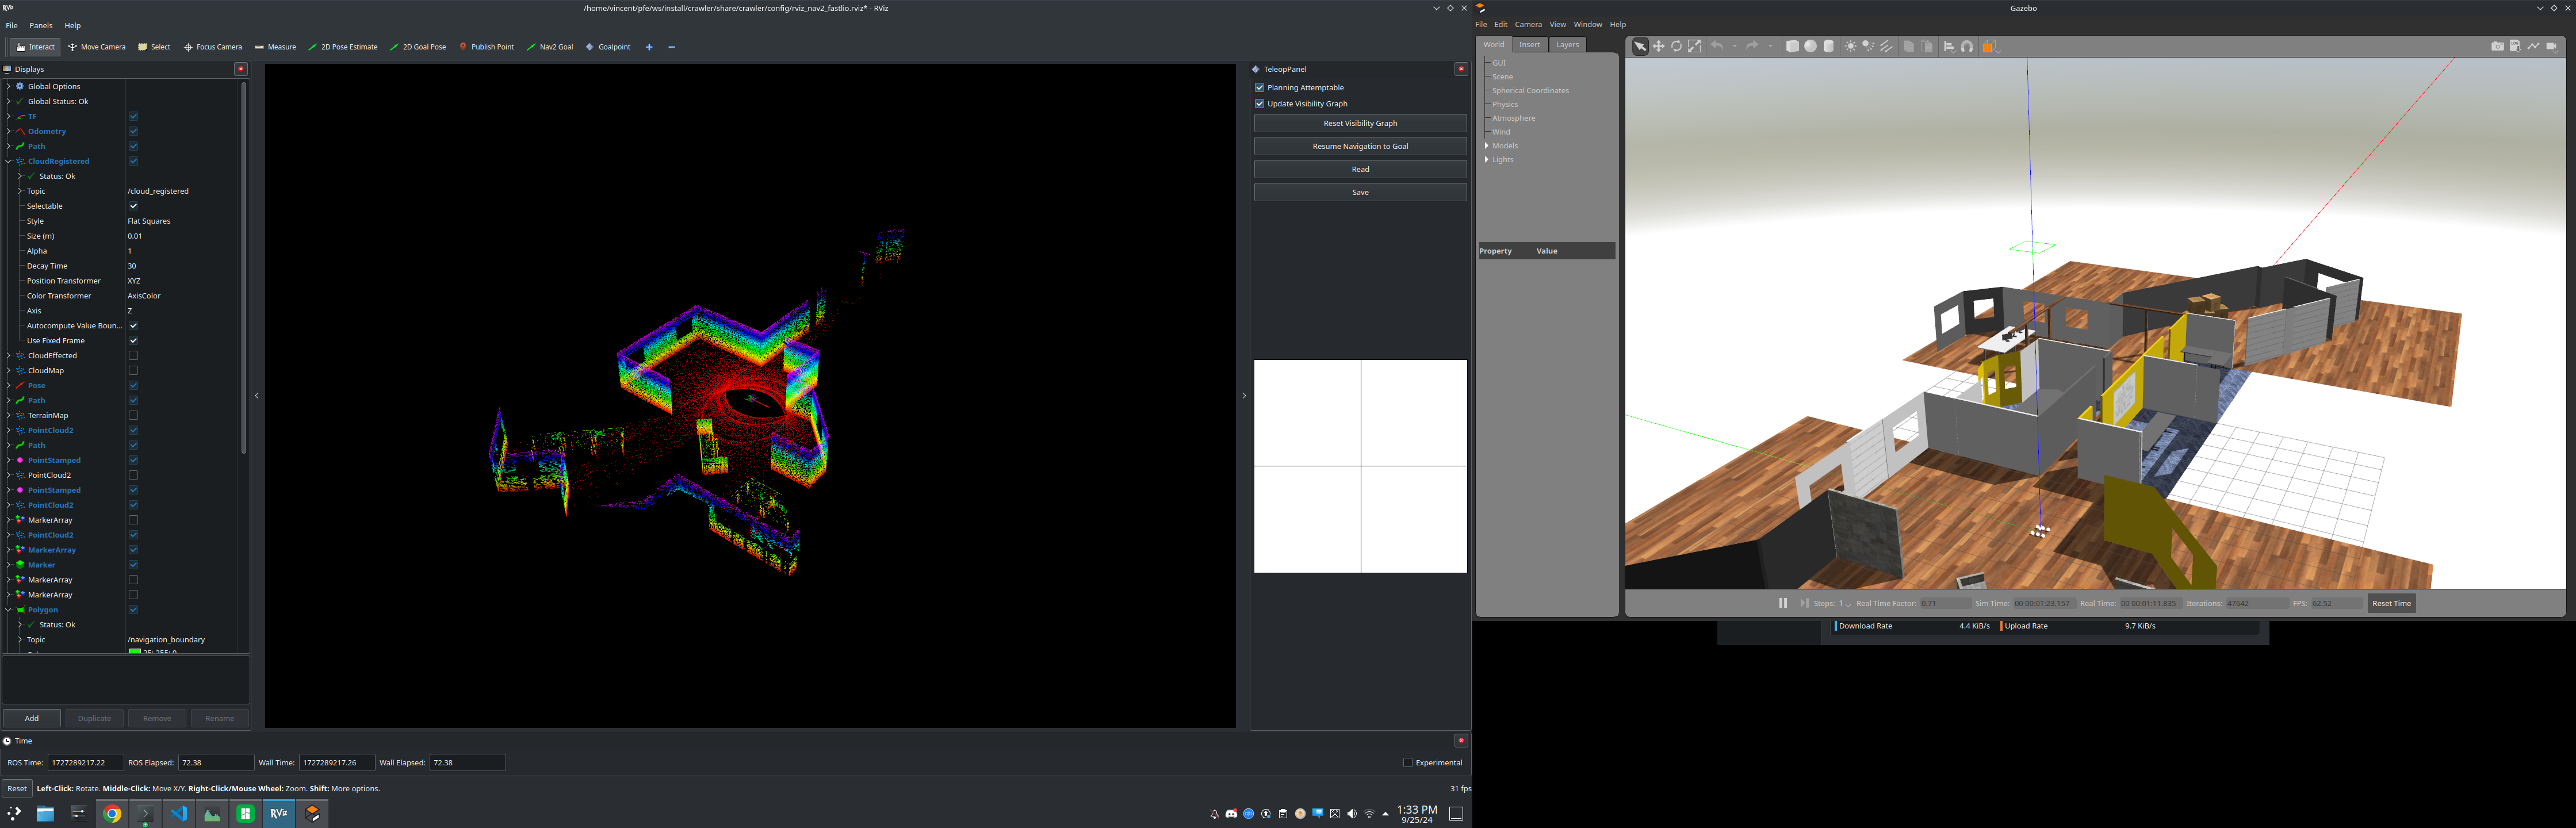 RViz
/home/vincent/pfe/ws/install/crawler/share/crawler/config/rviz_nav2_fastlio.rviz* - RViz
File Panels Help
Interact Move Camera Select Focus Camera Measure 2D Pose Estimate 2D Goal Pose Publish Point Nav2 Goal Goalpoint
Displays
Global Options
Global Status: Ok
TF
Odometry
Path
CloudRegistered
Status: Ok
Topic /cloud_registered
Selectable
Style Flat Squares
Size (m) 0.01
Alpha 1
Decay Time 30
Position Transformer XYZ
Color Transformer AxisColor
Axis Z
Autocompute Value Boun...
Use Fixed Frame
CloudEffected
CloudMap
Pose
Path
TerrainMap
PointCloud2
Path
PointStamped
PointCloud2
PointStamped
PointCloud2
MarkerArray
PointCloud2
MarkerArray
Marker
MarkerArray
MarkerArray
Polygon
Status: Ok
Topic /navigation_boundary
25; 255; 0
Add Duplicate Remove Rename
TeleopPanel
Planning Attemptable
Update Visibility Graph
Reset Visibility Graph
Resume Navigation to Goal
Read
Save
Time
ROS Time: 1727289217.22 ROS Elapsed: 72.38 Wall Time: 1727289217.26 Wall Elapsed: 72.38 Experimental
Reset Left-Click: Rotate. Middle-Click: Move X/Y. Right-Click/Mouse Wheel: Zoom. Shift: More options. 31 fps
RViz
1:33 PM
9/25/24
Gazebo
File Edit Camera View Window Help
World Insert Layers
GUI
Scene
Spherical Coordinates
Physics
Atmosphere
Wind
Models
Lights
Property Value
Steps: 1 Real Time Factor: 0.71 Sim Time: 00 00:01:23.157 Real Time: 00 00:01:11.835 Iterations: 47642 FPS: 62.52 Reset Time
Download Rate 4.4 KiB/s Upload Rate 9.7 KiB/s